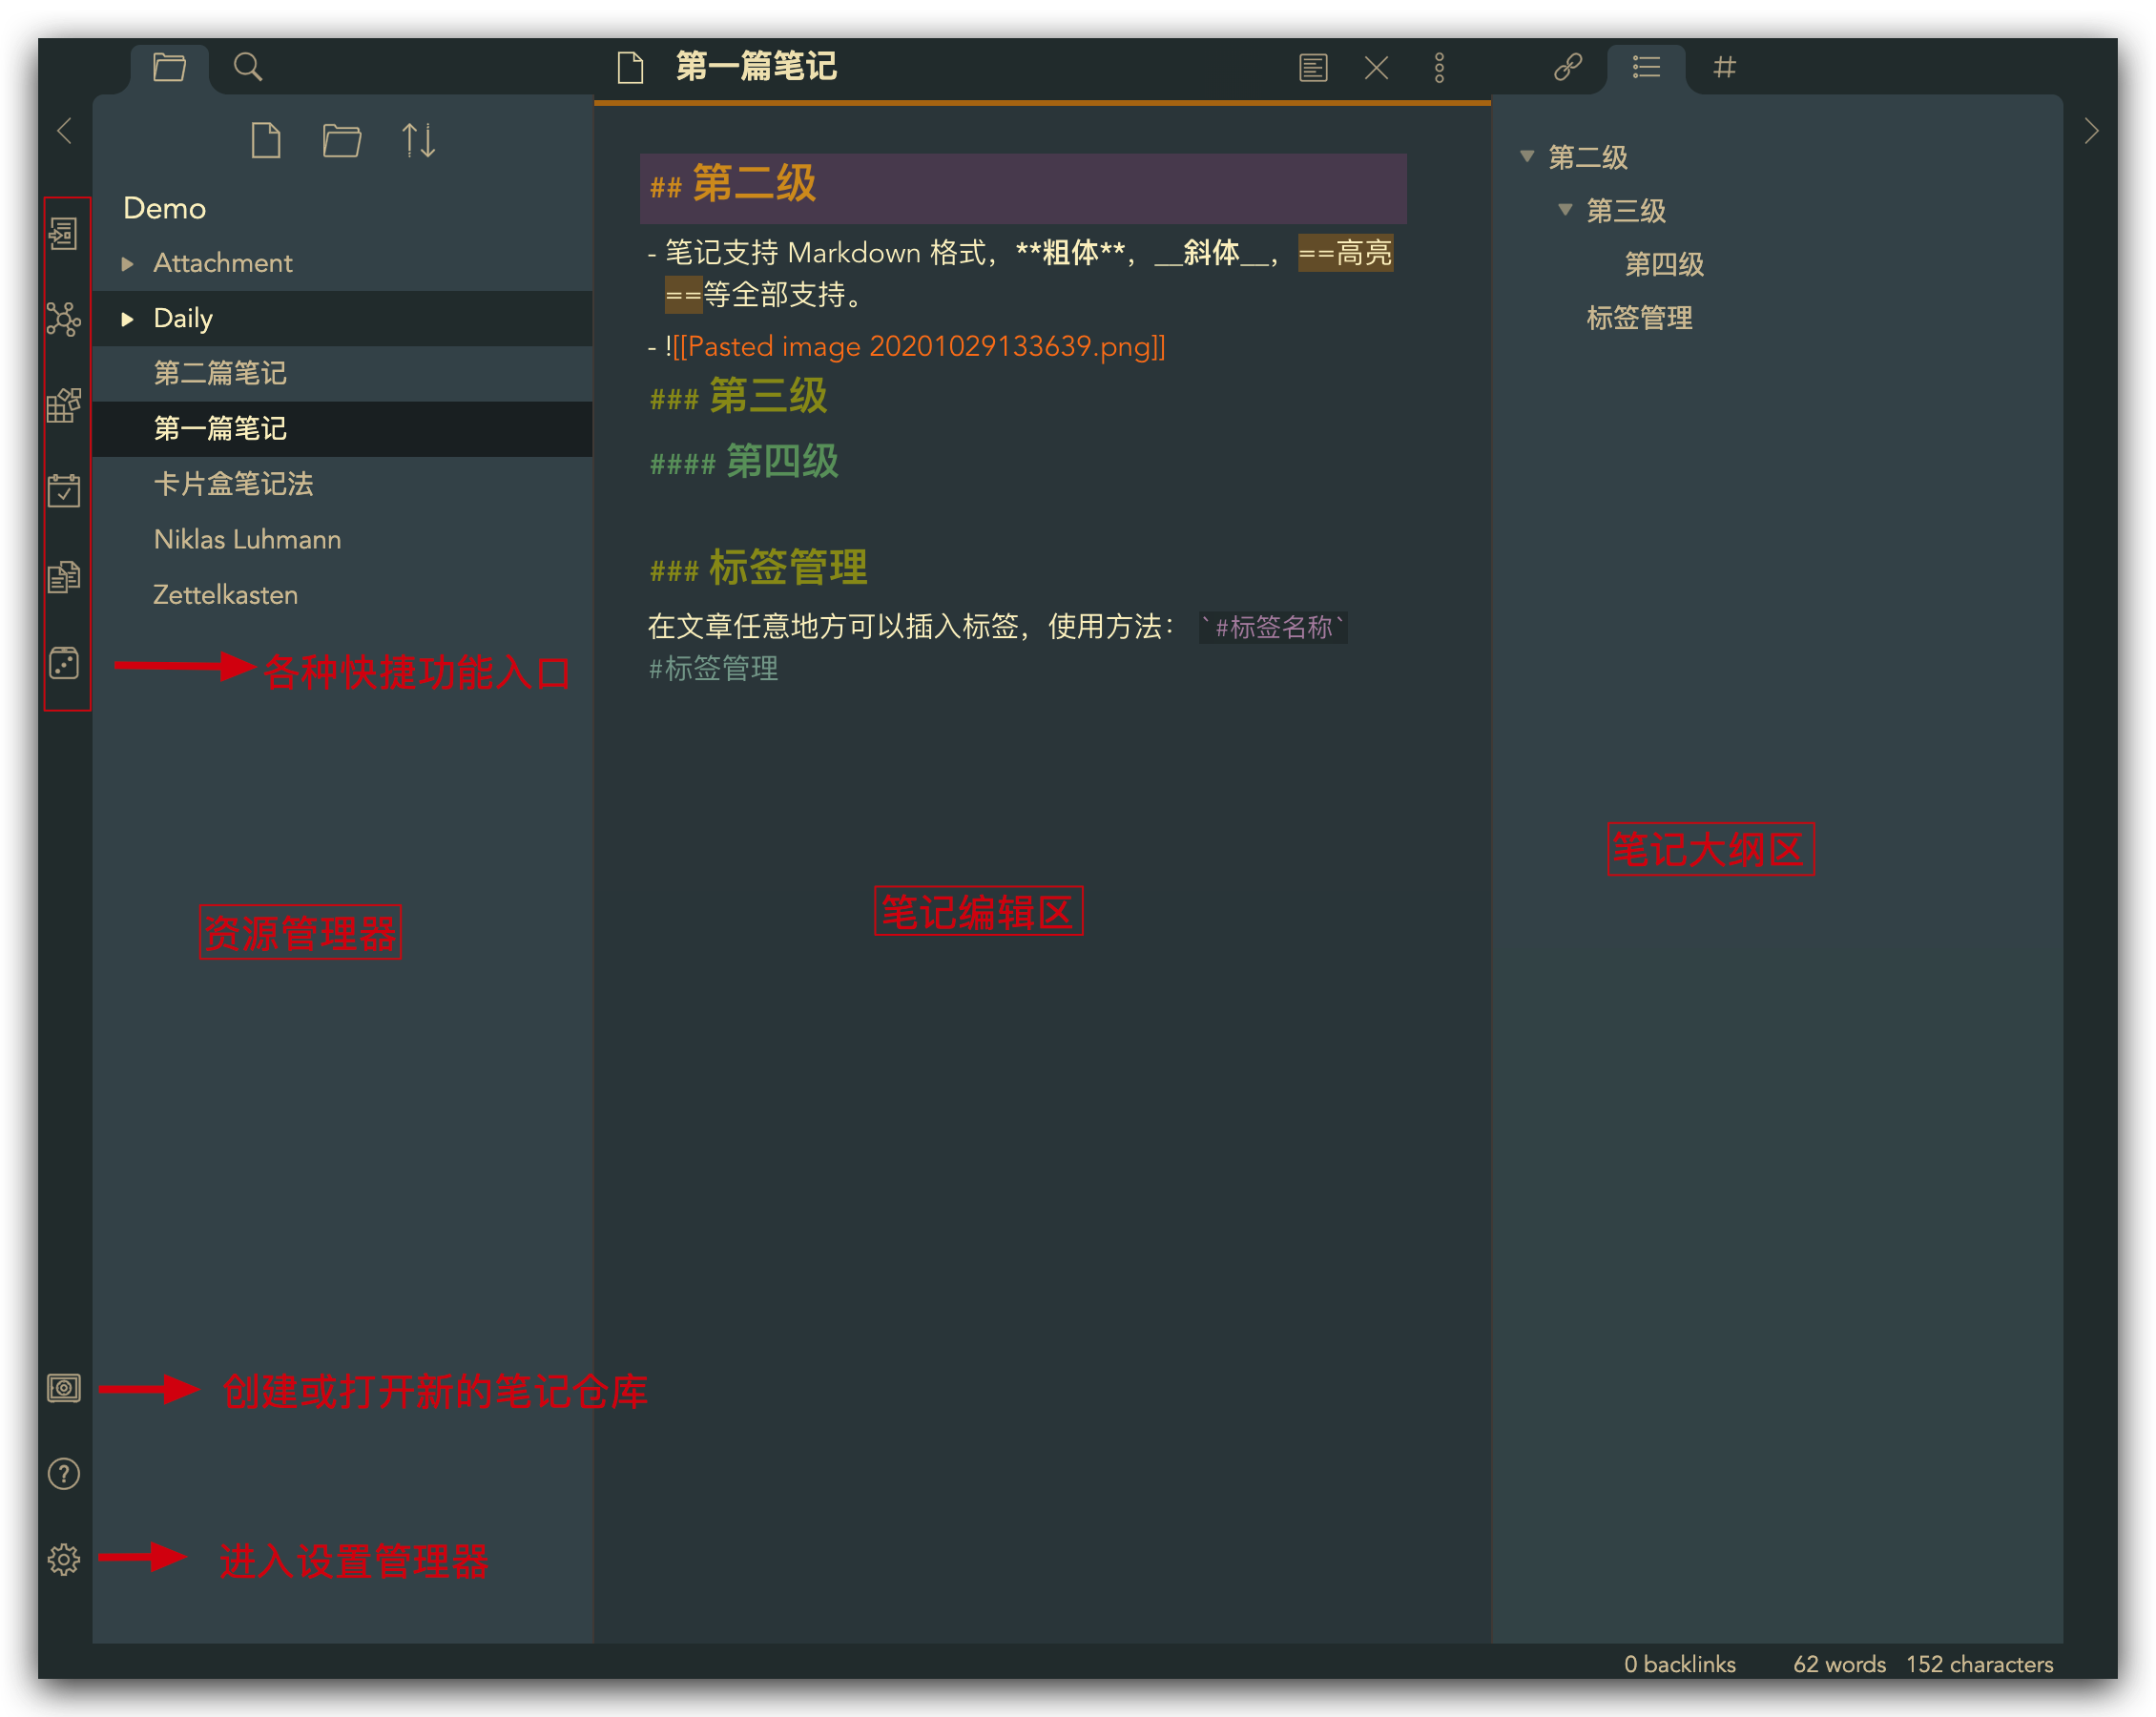 第一篇笔记
Demo
Attachment
Daily
第二篇笔记
第一篇笔记
卡片盒笔记法
Niklas Luhmann
Zettelkasten
各种快捷功能入口
资源管理器
创建或打开新的笔记仓库
进入设置管理器
## 第二级
- 笔记支持 Markdown 格式，**粗体**，__斜体__，==高亮
==等全部支持。
- ![[Pasted image 20201029133639.png]]
### 第三级
#### 第四级
### 标签管理
在文章任意地方可以插入标签，使用方法： `#标签名称`
#标签管理
笔记编辑区
第二级
第三级
第四级
标签管理
笔记大纲区
0 backlinks 62 words 152 characters